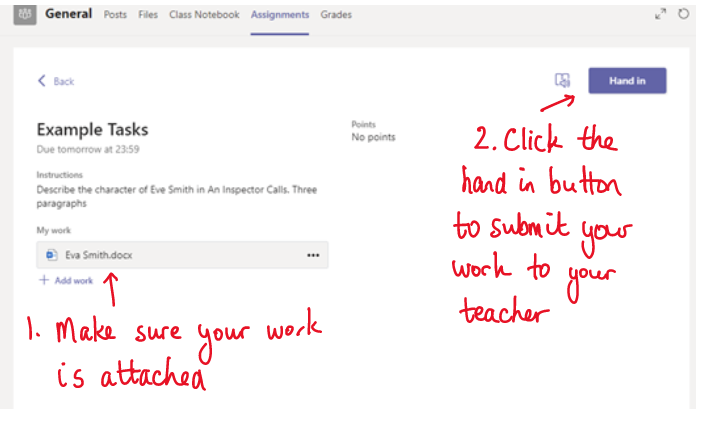 General Posts Files Class Notebook Assignments Grades
Back
Hand in
Example Tasks
Due tomorrow at 23:59
Points
No points
Instructions
Describe the character of Eve Smith in An Inspector Calls. Three
paragraphs
My work
Eva Smith.docx
+ Add work
1. Make sure your work
is attached
2. Click the
hand in button
to submit your
work to your
teacher